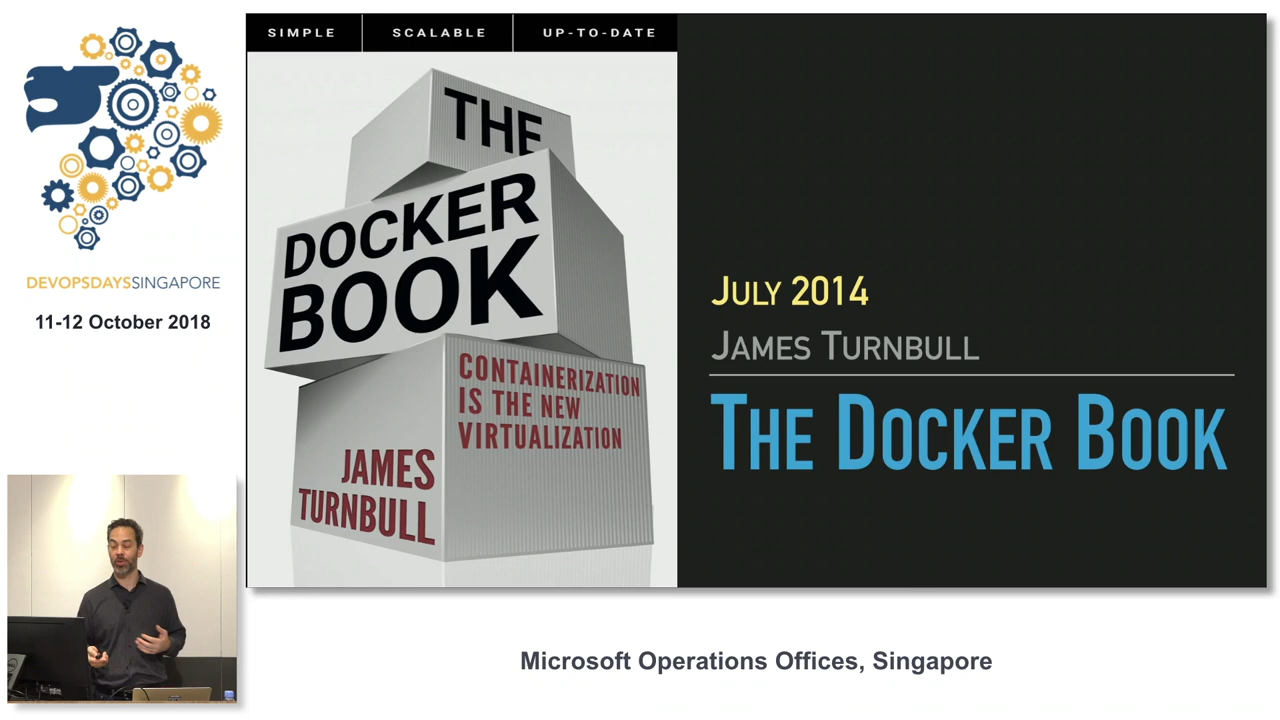 DEVOPSDAYSSINGAPORE
11-12 October 2018
SIMPLE
SCALABLE
UP-TO-DATE
THE
DOCKER
BOOK
CONTAINERIZATION
IS THE NEW
VIRTUALIZATION
JAMES
TURNBULL
JULY 2014
JAMES TURNBULL
THE DOCKER BOOK
Microsoft Operations Offices, Singapore